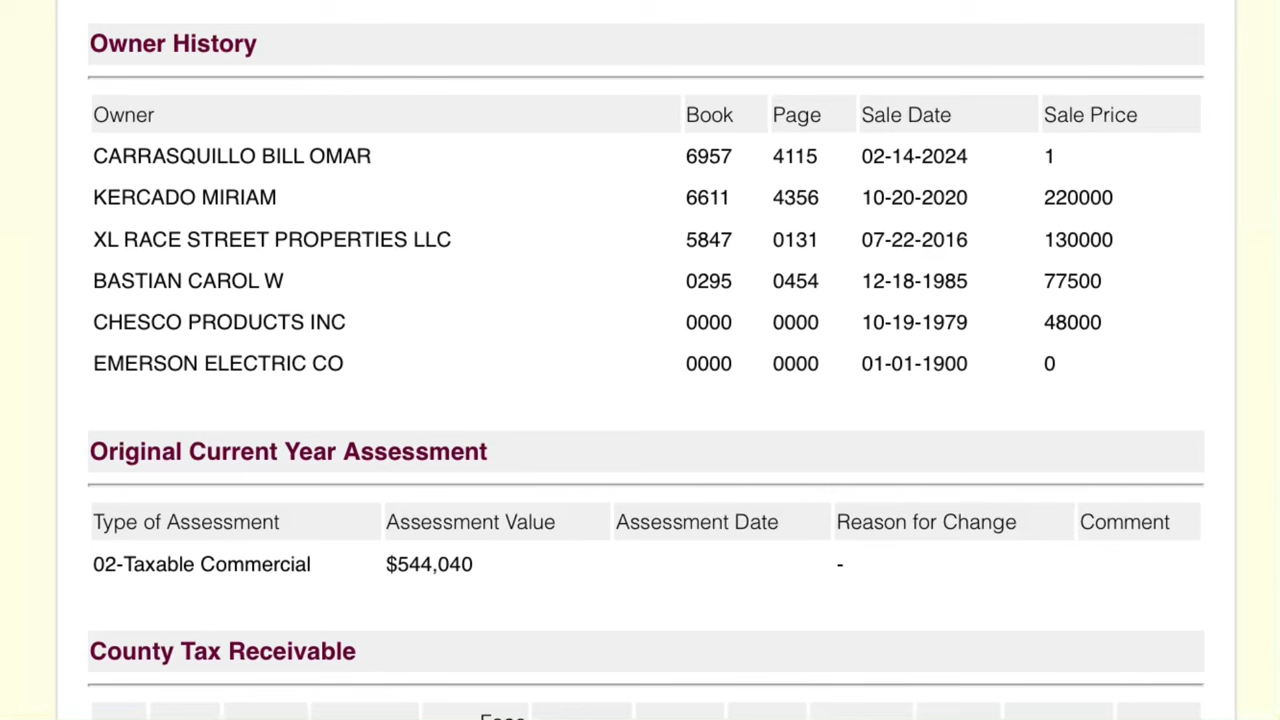 Owner History
Owner Book Page Sale Date Sale Price
CARRASQUILLO BILL OMAR 6957 4115 02-14-2024 1
KERCADO MIRIAM 6611 4356 10-20-2020 220000
XL RACE STREET PROPERTIES LLC 5847 0131 07-22-2016 130000
BASTIAN CAROL W 0295 0454 12-18-1985 77500
CHESCO PRODUCTS INC 0000 0000 10-19-1979 48000
EMERSON ELECTRIC CO 0000 0000 01-01-1900 0
Original Current Year Assessment
Type of Assessment Assessment Value Assessment Date Reason for Change Comment
02-Taxable Commercial $544,040 -
County Tax Receivable